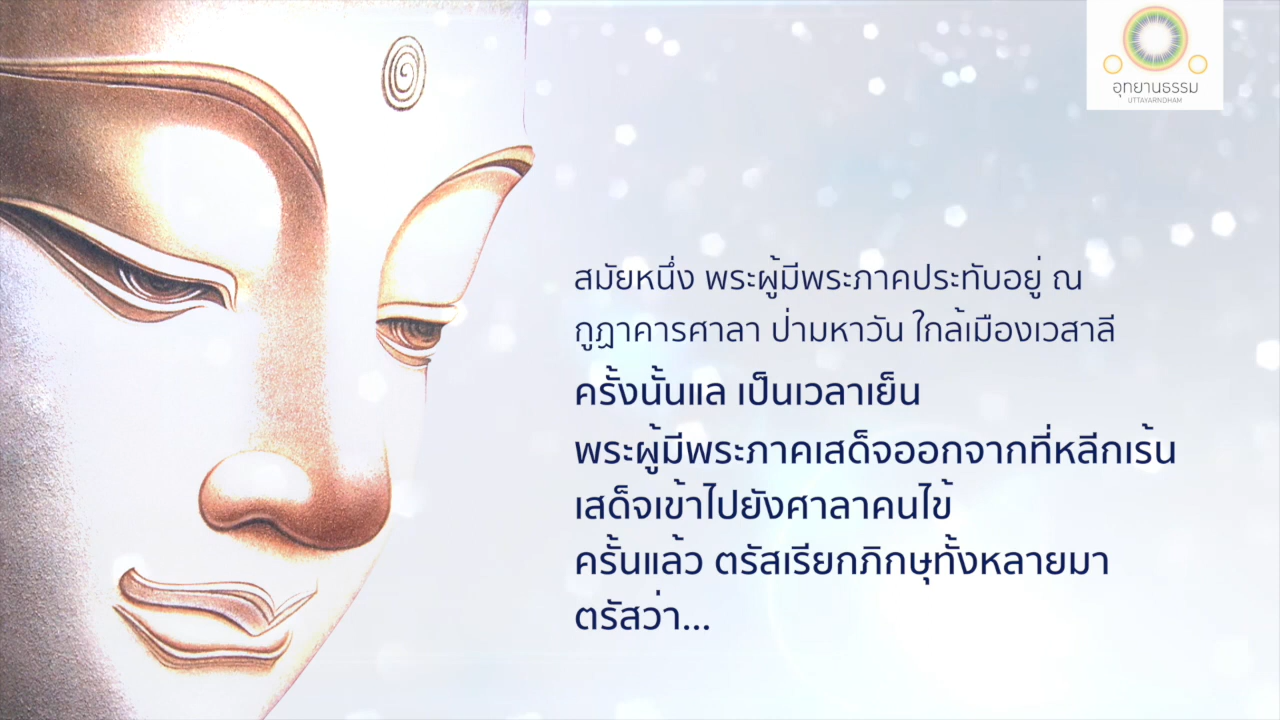 อุทยานธรรม
UTTAYARNDHAM
สมัยหนึ่ง พระผู้มีพระภาคประทับอยู่ ณ
กูฏาคารศาลา ป่ามหาวัน ใกล้เมืองเวสาลี
ครั้งนั้นแล เป็นเวลาเย็น
พระผู้มีพระภาคเสด็จออกจากที่หลีกเร้น
เสด็จเข้าไปยังศาลาคนไข้
ครั้นแล้ว ตรัสเรียกภิกษุทั้งหลายมา
ตรัสว่า...